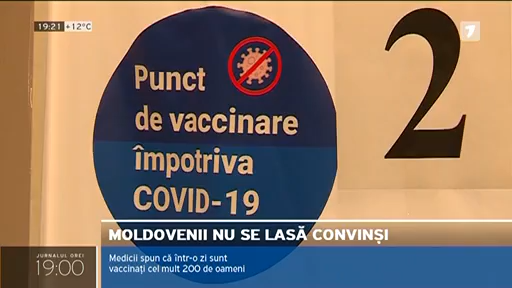 19:21 +12°C
7
2
Punct
de vaccinare
împotriva
COVID-19
MOLDOVENII NU SE LASĂ CONVINȘI
JURNALUL OREI
19:00
Medicii spun că într-o zi sunt
vaccinați cel mult 200 de oameni